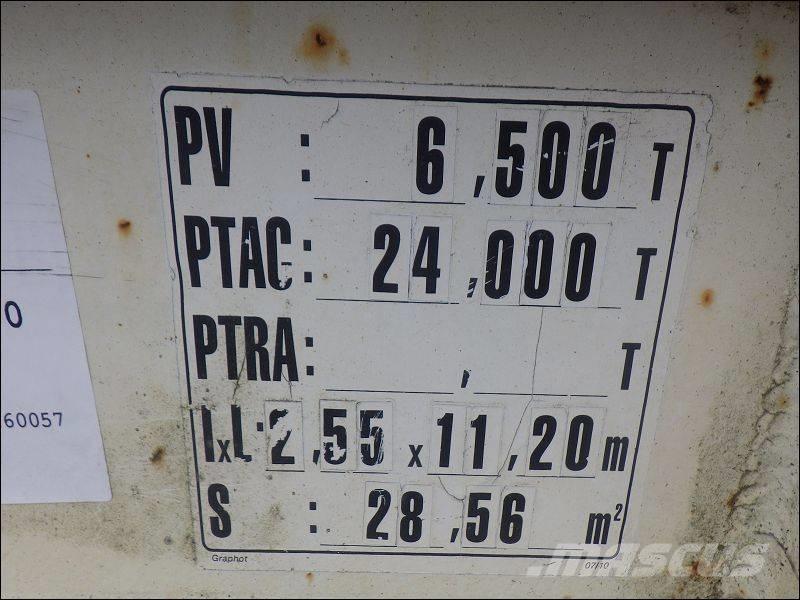 PV : 6,500 T
PTAC : 24,000 T
PTRA : , T
lxL : 2,55 x 11,20 m
S : 28,56 m²
Graphot 07/10
0
60057
MASCUS